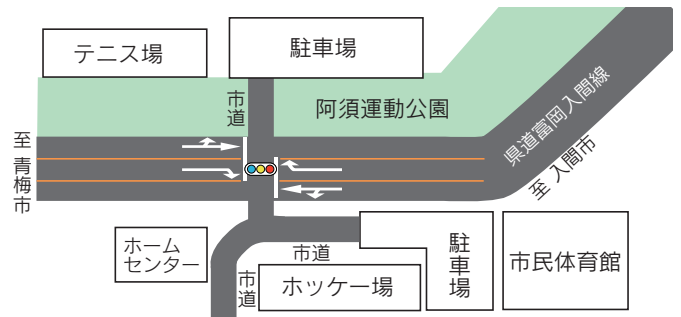 テニス場
駐車場
市道
阿須運動公園
県道富岡入間線
至 青梅市
至 入間市
ホーム
センター
市道
市道
ホッケー場
駐車場
市民体育館